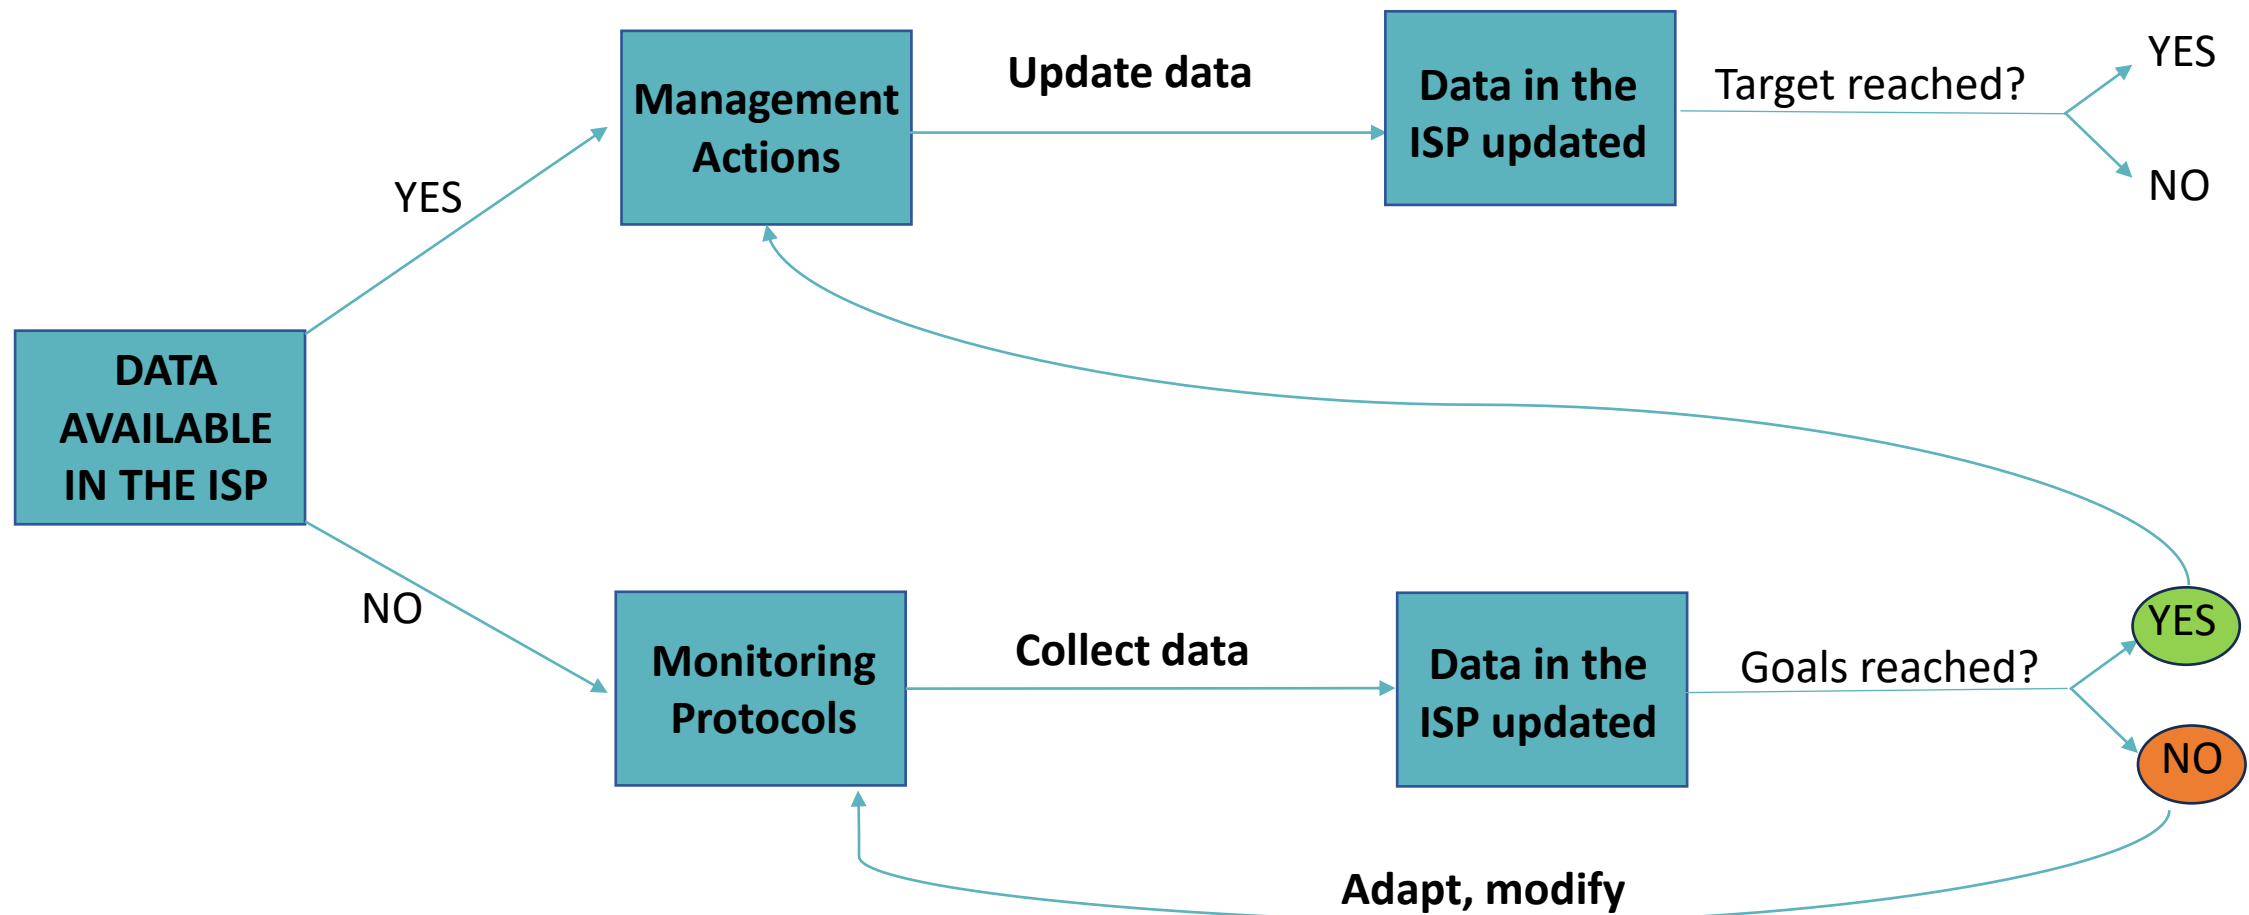 Management
Actions
Update data
Data in the
ISP updated
Target reached?
YES
NO
YES
DATA
AVAILABLE
IN THE ISP
NO
Monitoring
Protocols
Collect data
Data in the
ISP updated
Goals reached?
YES
NO
Adapt, modify